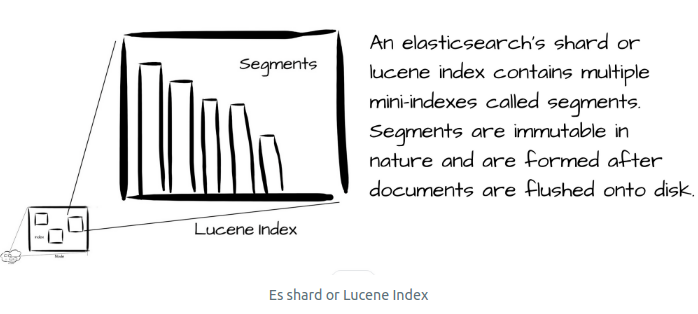 Segments
An elasticsearch's shard or
lucene index contains multiple
mini-indexes called segments.
Segments are immutable in
nature and are formed after
documents are flushed onto disk.
Lucene Index
Index
Node
Es shard or Lucene Index